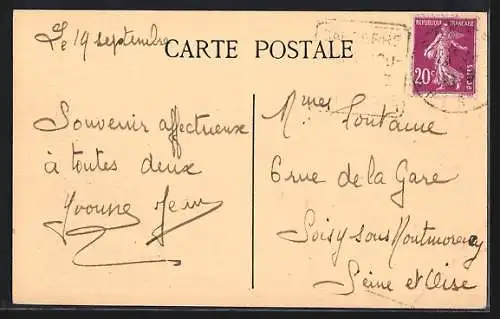 Le 19 septembre
CARTE POSTALE
REPUBLIQUE FRANÇAISE
20c
POSTES
Souvenir affectueux
à toutes deux
Yvonne Jean
Mmes Fontaine
6 rue de la Gare
Soisy sous Montmorency
Seine et Oise